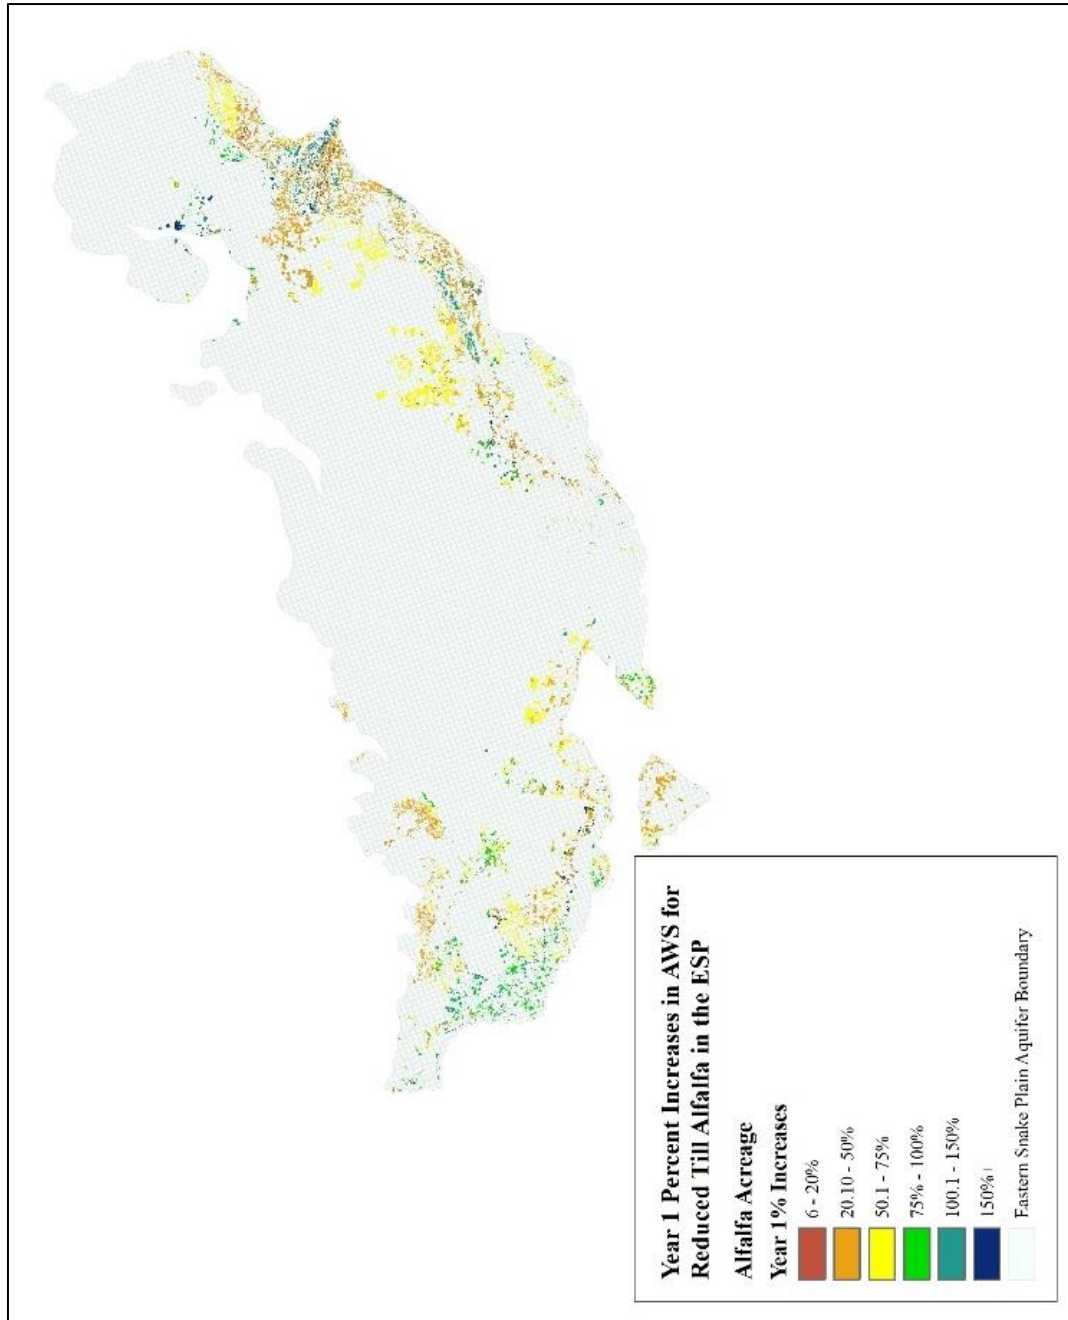 Year 1 Percent Increases in AWS for
Reduced Till Alfalfa in the ESP
Alfalfa Acreage
Year 1% Increases
6 - 20%
20.10 - 50%
50.1 - 75%
75% - 100%
100.1 - 150%
150%+
Eastern Snake Plain Aquifer Boundary